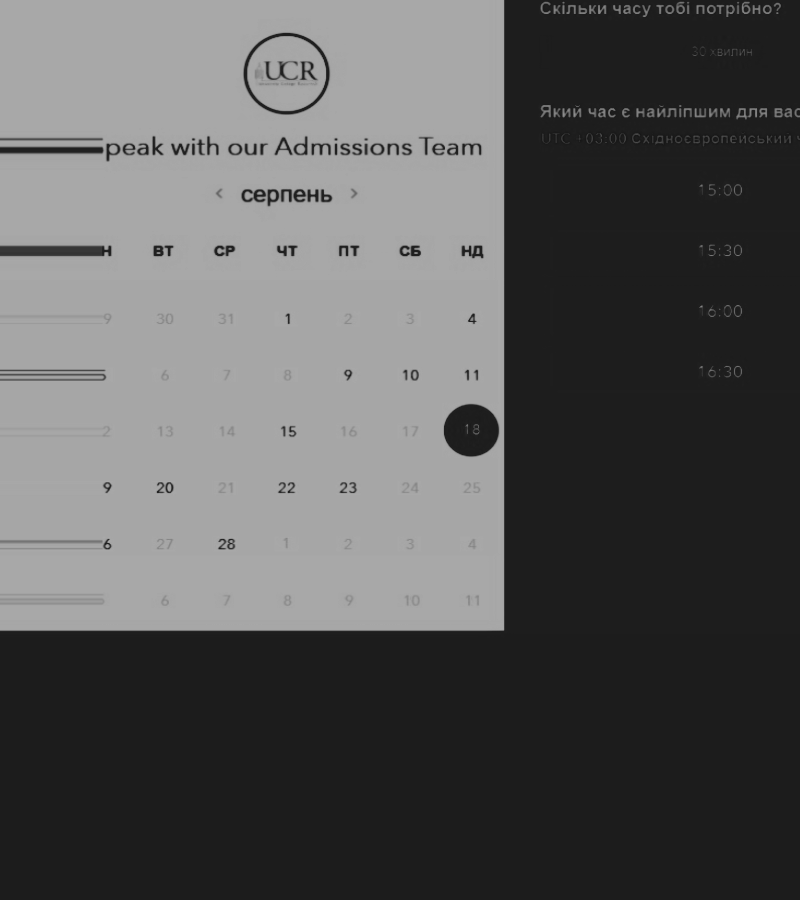 UCR
peak with our Admissions Team
серпень
Н ВТ СР ЧТ ПТ СБ НД
9 30 31 1 2 3 4
5 6 7 8 9 10 11
2 13 14 15 16 17 18
9 20 21 22 23 24 25
6 27 28 1 2 3 4
6 7 8 9 10 11
Скільки часу тобі потрібно?
30 хвилин
Який час є найліпшим для вас
UTC +03:00 Східноєвропейський ч
15:00
15:30
16:00
16:30